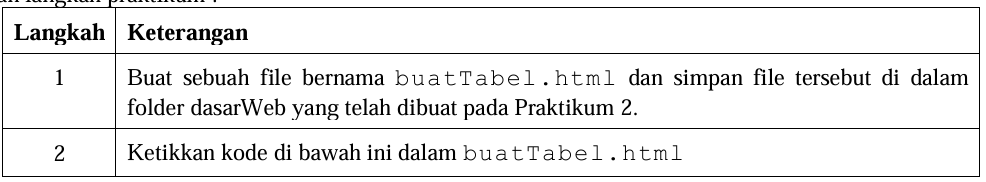 langkah praktikum :
Langkah Keterangan
1 Buat sebuah file bernama buatTabel.html dan simpan file tersebut di dalam
folder dasarWeb yang telah dibuat pada Praktikum 2.
2 Ketikkan kode di bawah ini dalam buatTabel.html